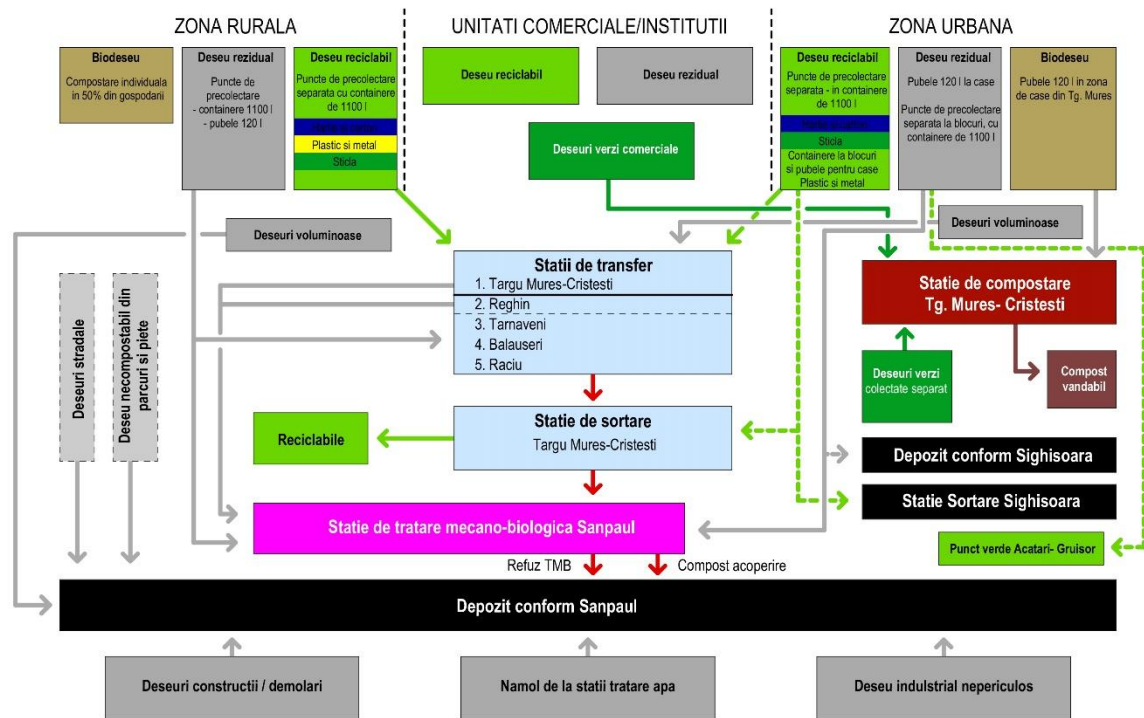 ZONA RURALA
UNITATI COMERCIALE/INSTITUTII
ZONA URBANA
Biodeseu
Compostare individuala
in 50% din gospodarii
Deseu rezidual
Puncte de
precolectare
- containere 1100 l
- pubele 120 l
Deseu reciclabil
Puncte de precolectare
separata cu containere
de 1100 l
Plastic si metal
Sticla
Deseu reciclabil
Deseu rezidual
Deseuri verzi comerciale
Deseu reciclabil
Puncte de precolectare
separata - in containere
de 1100 l
Sticla
Containere la blocuri
si pubele pentru case
Plastic si metal
Deseu rezidual
Pubele 120 l la case
Puncte de precolectare
separata la blocuri, cu
containere de 1100 l
Biodeseu
Pubele 120 l in zona
de case din Tg. Mures
Deseuri voluminoase
Deseuri voluminoase
Statii de transfer
1. Targu Mures-Cristesti
2. Reghin
3. Tarnaveni
4. Balauseri
5. Raciu
Statie de compostare
Tg. Mures- Cristesti
Deseuri stradale
Deseu necompostabil din
parcuri si piete
Deseuri verzi
colectate separat
Compost
vandabil
Reciclabile
Statie de sortare
Targu Mures-Cristesti
Depozit conform Sighisoara
Statie Sortare Sighisoara
Statie de tratare mecano-biologica Sanpaul
Punct verde Acatari- Gruisor
Refuz TMB
Compost acoperire
Depozit conform Sanpaul
Deseuri constructii / demolari
Namol de la statii tratare apa
Deseu indulstrial nepericulos